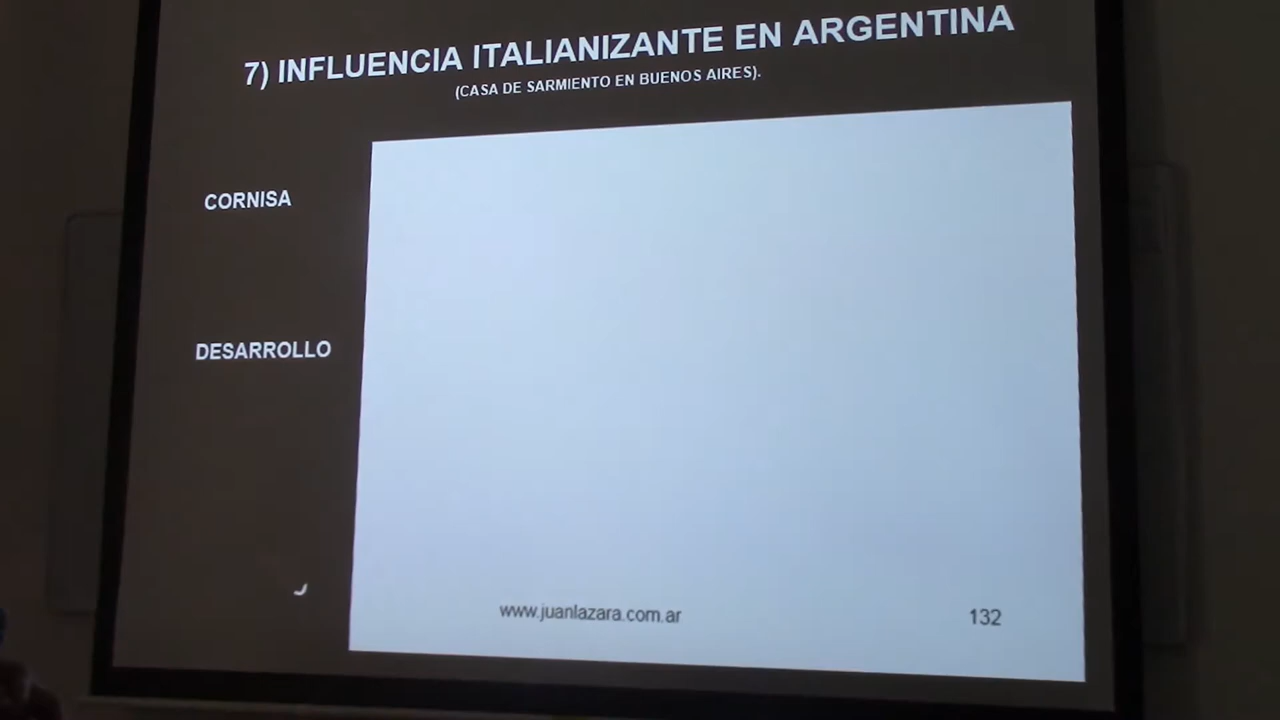 7) INFLUENCIA ITALIANIZANTE EN ARGENTINA
(CASA DE SARMIENTO EN BUENOS AIRES).
CORNISA
DESARROLLO
www.juanlazara.com.ar
132